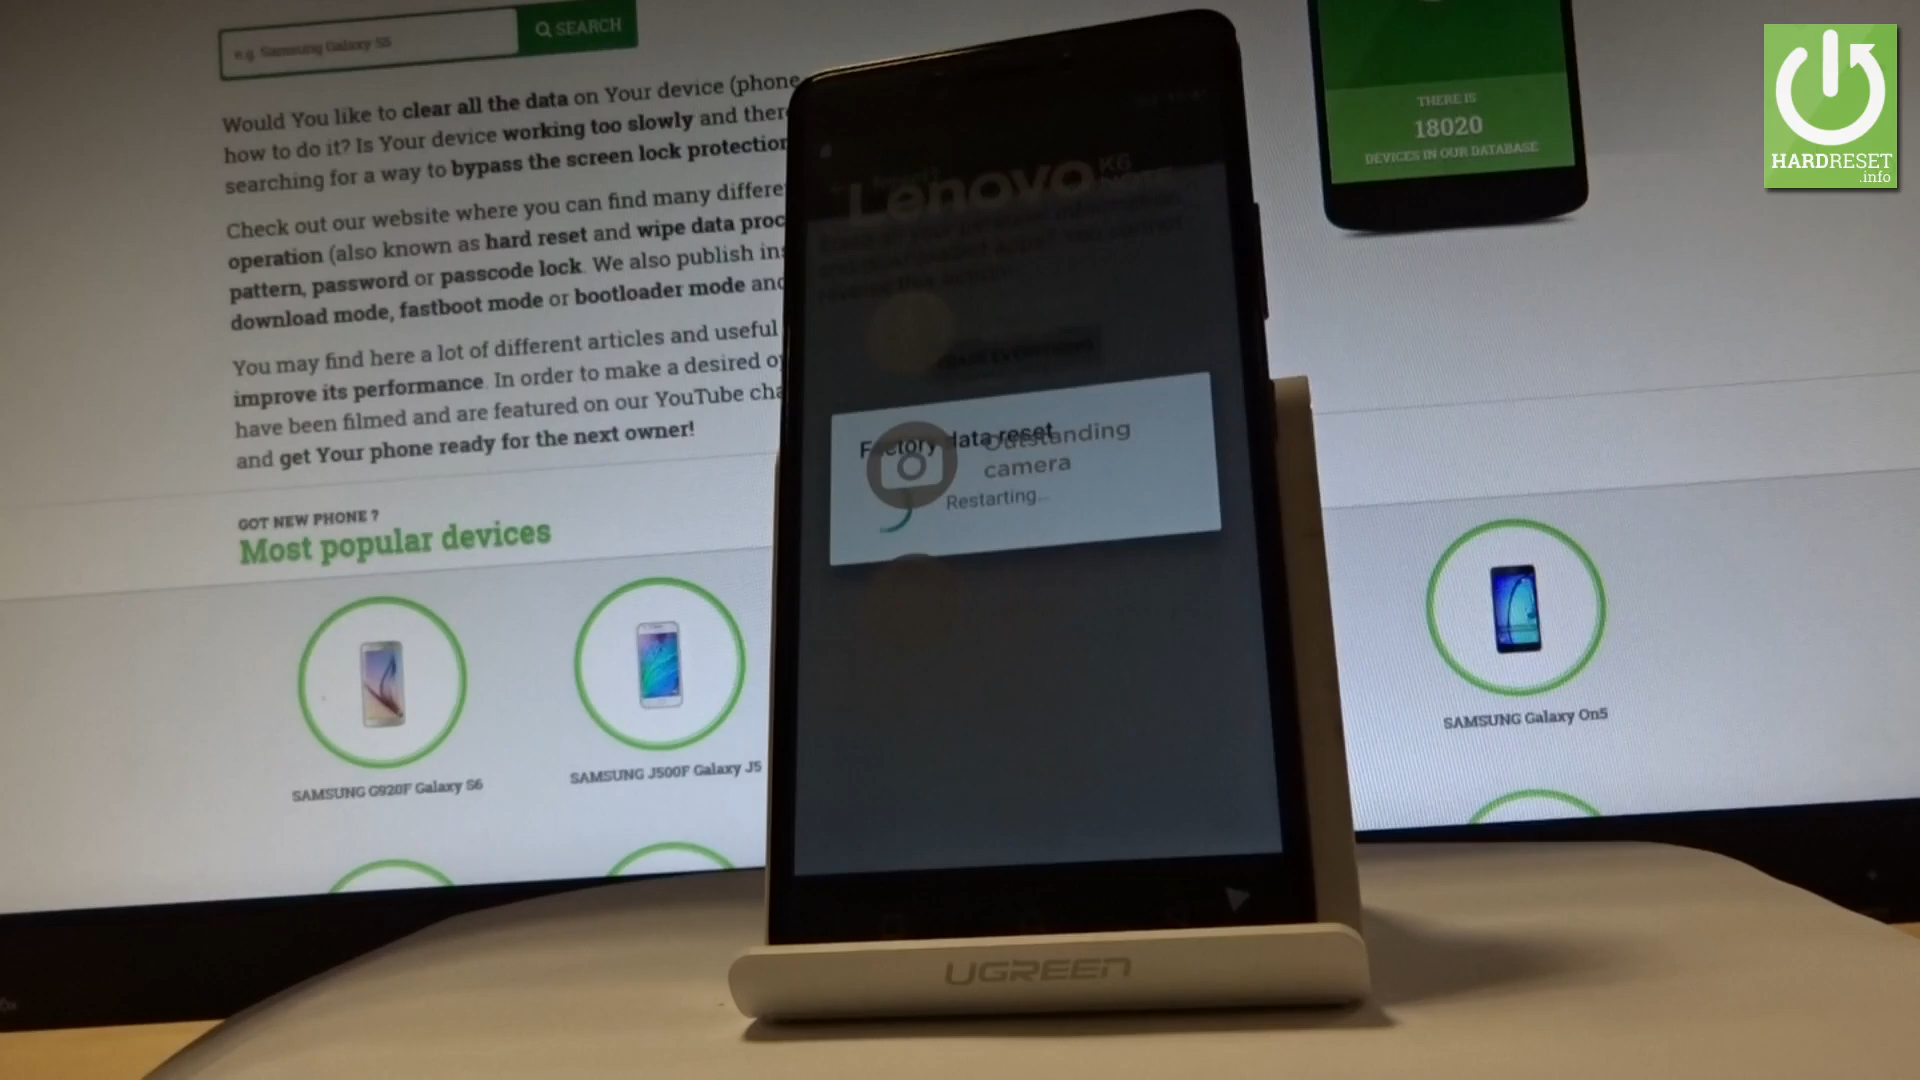 e.g. Samsung Galaxy S5
SEARCH
Would You like to clear all the data on Your device (phone
how to do it? Is Your device working too slowly and ther
searching for a way to bypass the screen lock protection
Check out our website where you can find many differe
operation (also known as hard reset and wipe data proc
pattern, password or passcode lock. We also publish in
download mode, fastboot mode or bootloader mode and
You may find here a lot of different articles and useful
improve its performance. In order to make a desired o
have been filmed and are featured on our YouTube cha
and get Your phone ready for the next owner!
GOT NEW PHONE ?
Most popular devices
SAMSUNG G920F Galaxy S6
SAMSUNG J500F Galaxy J5
Lenovo K6
NOTE
Factory data reset
Outstanding
camera
Restarting...
UGREEN
THERE IS
18020
DEVICES IN OUR DATABASE
SAMSUNG Galaxy On5
HARDRESET
.info